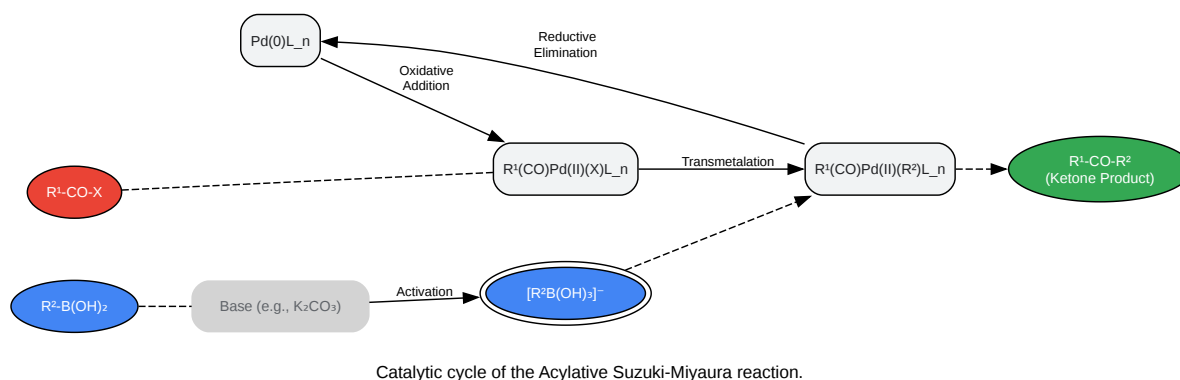 Pd(0)L_n
Reductive
Elimination
Oxidative
Addition
R¹(CO)Pd(II)(X)L_n
Transmetalation
R¹(CO)Pd(II)(R²)L_n
R¹-CO-R²
(Ketone Product)
R¹-CO-X
R²-B(OH)₂
Base (e.g., K₂CO₃)
Activation
[R²B(OH)₃]⁻
Catalytic cycle of the Acylative Suzuki-Miyaura reaction.